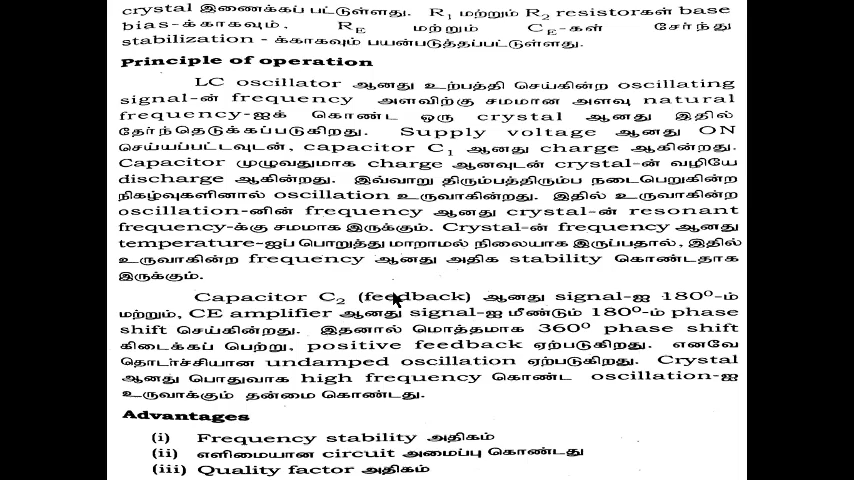 crystal இணைக்கப் பட்டுள்ளது. R₁ மற்றும் R₂ resistorகள் base
bias-க்காகவும், R_E மற்றும் C_E-கள் சேர்ந்து
stabilization - க்காகவும் பயன்படுத்தப்பட்டுள்ளது.
Principle of operation
LC oscillator ஆனது உற்பத்தி செய்கின்ற oscillating
signal-ன் frequency அளவிற்கு சமமான அளவு natural
frequency-ஐக் கொண்ட ஒரு crystal ஆனது இதில்
தேர்ந்தெடுக்கப்படுகிறது. Supply voltage ஆனது ON
செய்யப்பட்டவுடன், capacitor C₁ ஆனது charge ஆகின்றது.
Capacitor முழுவதுமாக charge ஆனவுடன் crystal-ன் வழியே
discharge ஆகின்றது. இவ்வாறு திரும்பத்திரும்ப நடைபெறுகின்ற
நிகழ்வுகளினால் oscillation உருவாகின்றது. இதில் உருவாகின்ற
oscillation-னின் frequency ஆனது crystal-ன் resonant
frequency-க்கு சமமாக இருக்கும். Crystal-ன் frequency ஆனது
temperature-ஐப் பொறுத்து மாறாமல் நிலையாக இருப்பதால், இதில்
உருவாகின்ற frequency ஆனது அதிக stability கொண்டதாக
இருக்கும்.
Capacitor C₂ (feedback) ஆனது signal-ஐ 180⁰-ம்
மற்றும், CE amplifier ஆனது signal-ஐ மீண்டும் 180⁰-ம் phase
shift செய்கின்றது. இதனால் மொத்தமாக 360⁰ phase shift
கிடைக்கப் பெற்று, positive feedback ஏற்படுகிறது. எனவே
தொடர்ச்சியான undamped oscillation ஏற்படுகிறது. Crystal
ஆனது பொதுவாக high frequency கொண்ட oscillation-ஐ
உருவாக்கும் தன்மை கொண்டது.
Advantages
(i) Frequency stability அதிகம்
(ii) எளிமையான circuit அமைப்பு கொண்டது
(iii) Quality factor அதிகம்